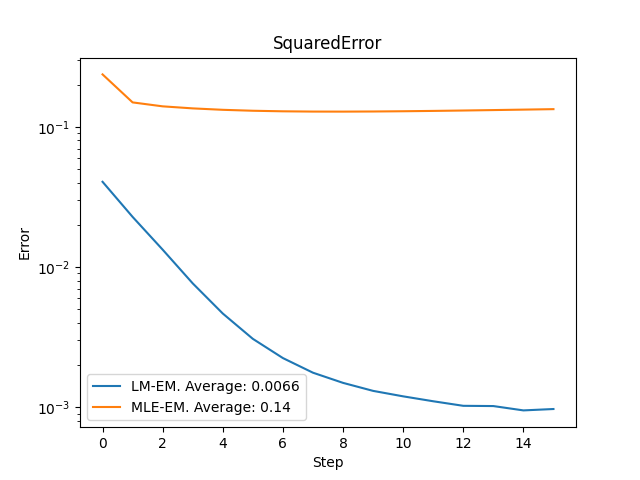 SquaredError
Error
10⁻¹
10⁻²
10⁻³
LM-EM. Average: 0.0066
MLE-EM. Average: 0.14
0 2 4 6 8 10 12 14
Step